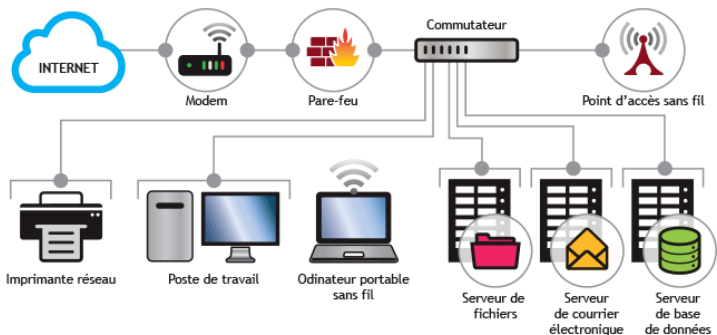 Commutateur
INTERNET
Modem
Pare-feu
Point d'accès sans fil
Imprimante réseau
Poste de travail
Odinateur portable
sans fil
Serveur de
fichiers
Serveur
de courrier
électronique
Serveur
de base
de données